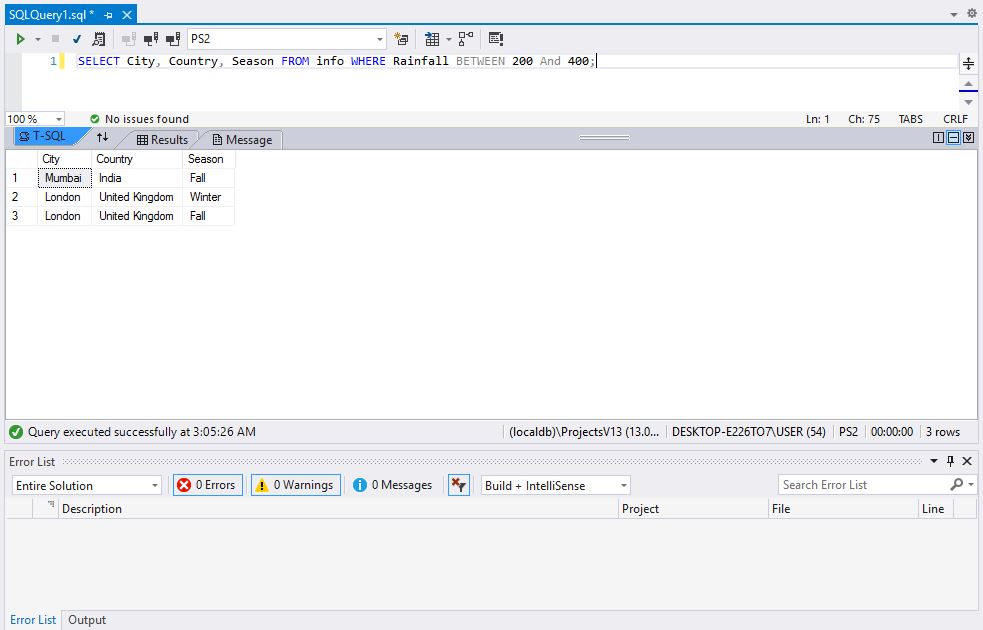 SQLQuery1.sql *
PS2
1 SELECT City, Country, Season FROM info WHERE Rainfall BETWEEN 200 And 400;
100 % No issues found Ln: 1 Ch: 75 TABS CRLF
T-SQL Results Message
City Country Season
1 Mumbai India Fall
2 London United Kingdom Winter
3 London United Kingdom Fall
Query executed successfully at 3:05:26 AM (localdb)\ProjectsV13 (13.0... DESKTOP-E226TO7\USER (54) PS2 00:00:00 3 rows
Error List
Entire Solution 0 Errors 0 Warnings 0 Messages Build + IntelliSense Search Error List
Description Project File Line
Error List Output